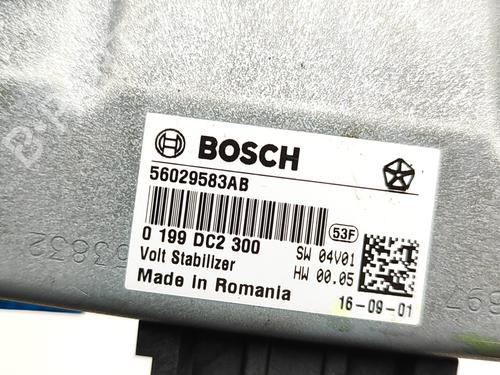 BOSCH
56029583AB
53F
0 199 DC2 300
SW 04V01
Volt Stabilizer
HW 00.05
Made in Romania
16-09-01